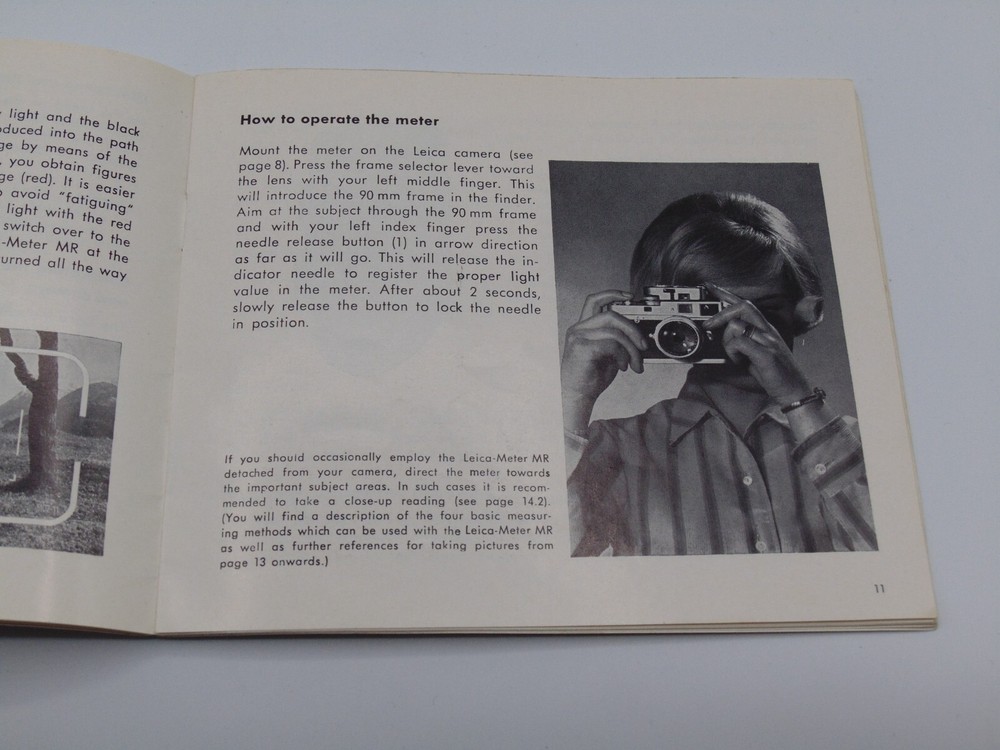 light and the black
oduced into the path
ge by means of the
, you obtain figures
ge (red). It is easier
o avoid "fatiguing"
light with the red
switch over to the
-Meter MR at the
urned all the way
How to operate the meter
Mount the meter on the Leica camera (see
page 8). Press the frame selector lever toward
the lens with your left middle finger. This
will introduce the 90 mm frame in the finder.
Aim at the subject through the 90 mm frame
and with your left index finger press the
needle release button (1) in arrow direction
as far as it will go. This will release the in-
dicator needle to register the proper light
value in the meter. After about 2 seconds,
slowly release the button to lock the needle
in position.
If you should occasionally employ the Leica-Meter MR
detached from your camera, direct the meter towards
the important subject areas. In such cases it is recom-
mended to take a close-up reading (see page 14.2).
(You will find a description of the four basic measur-
ing methods which can be used with the Leica-Meter MR
as well as further references for taking pictures from
page 13 onwards.)
11